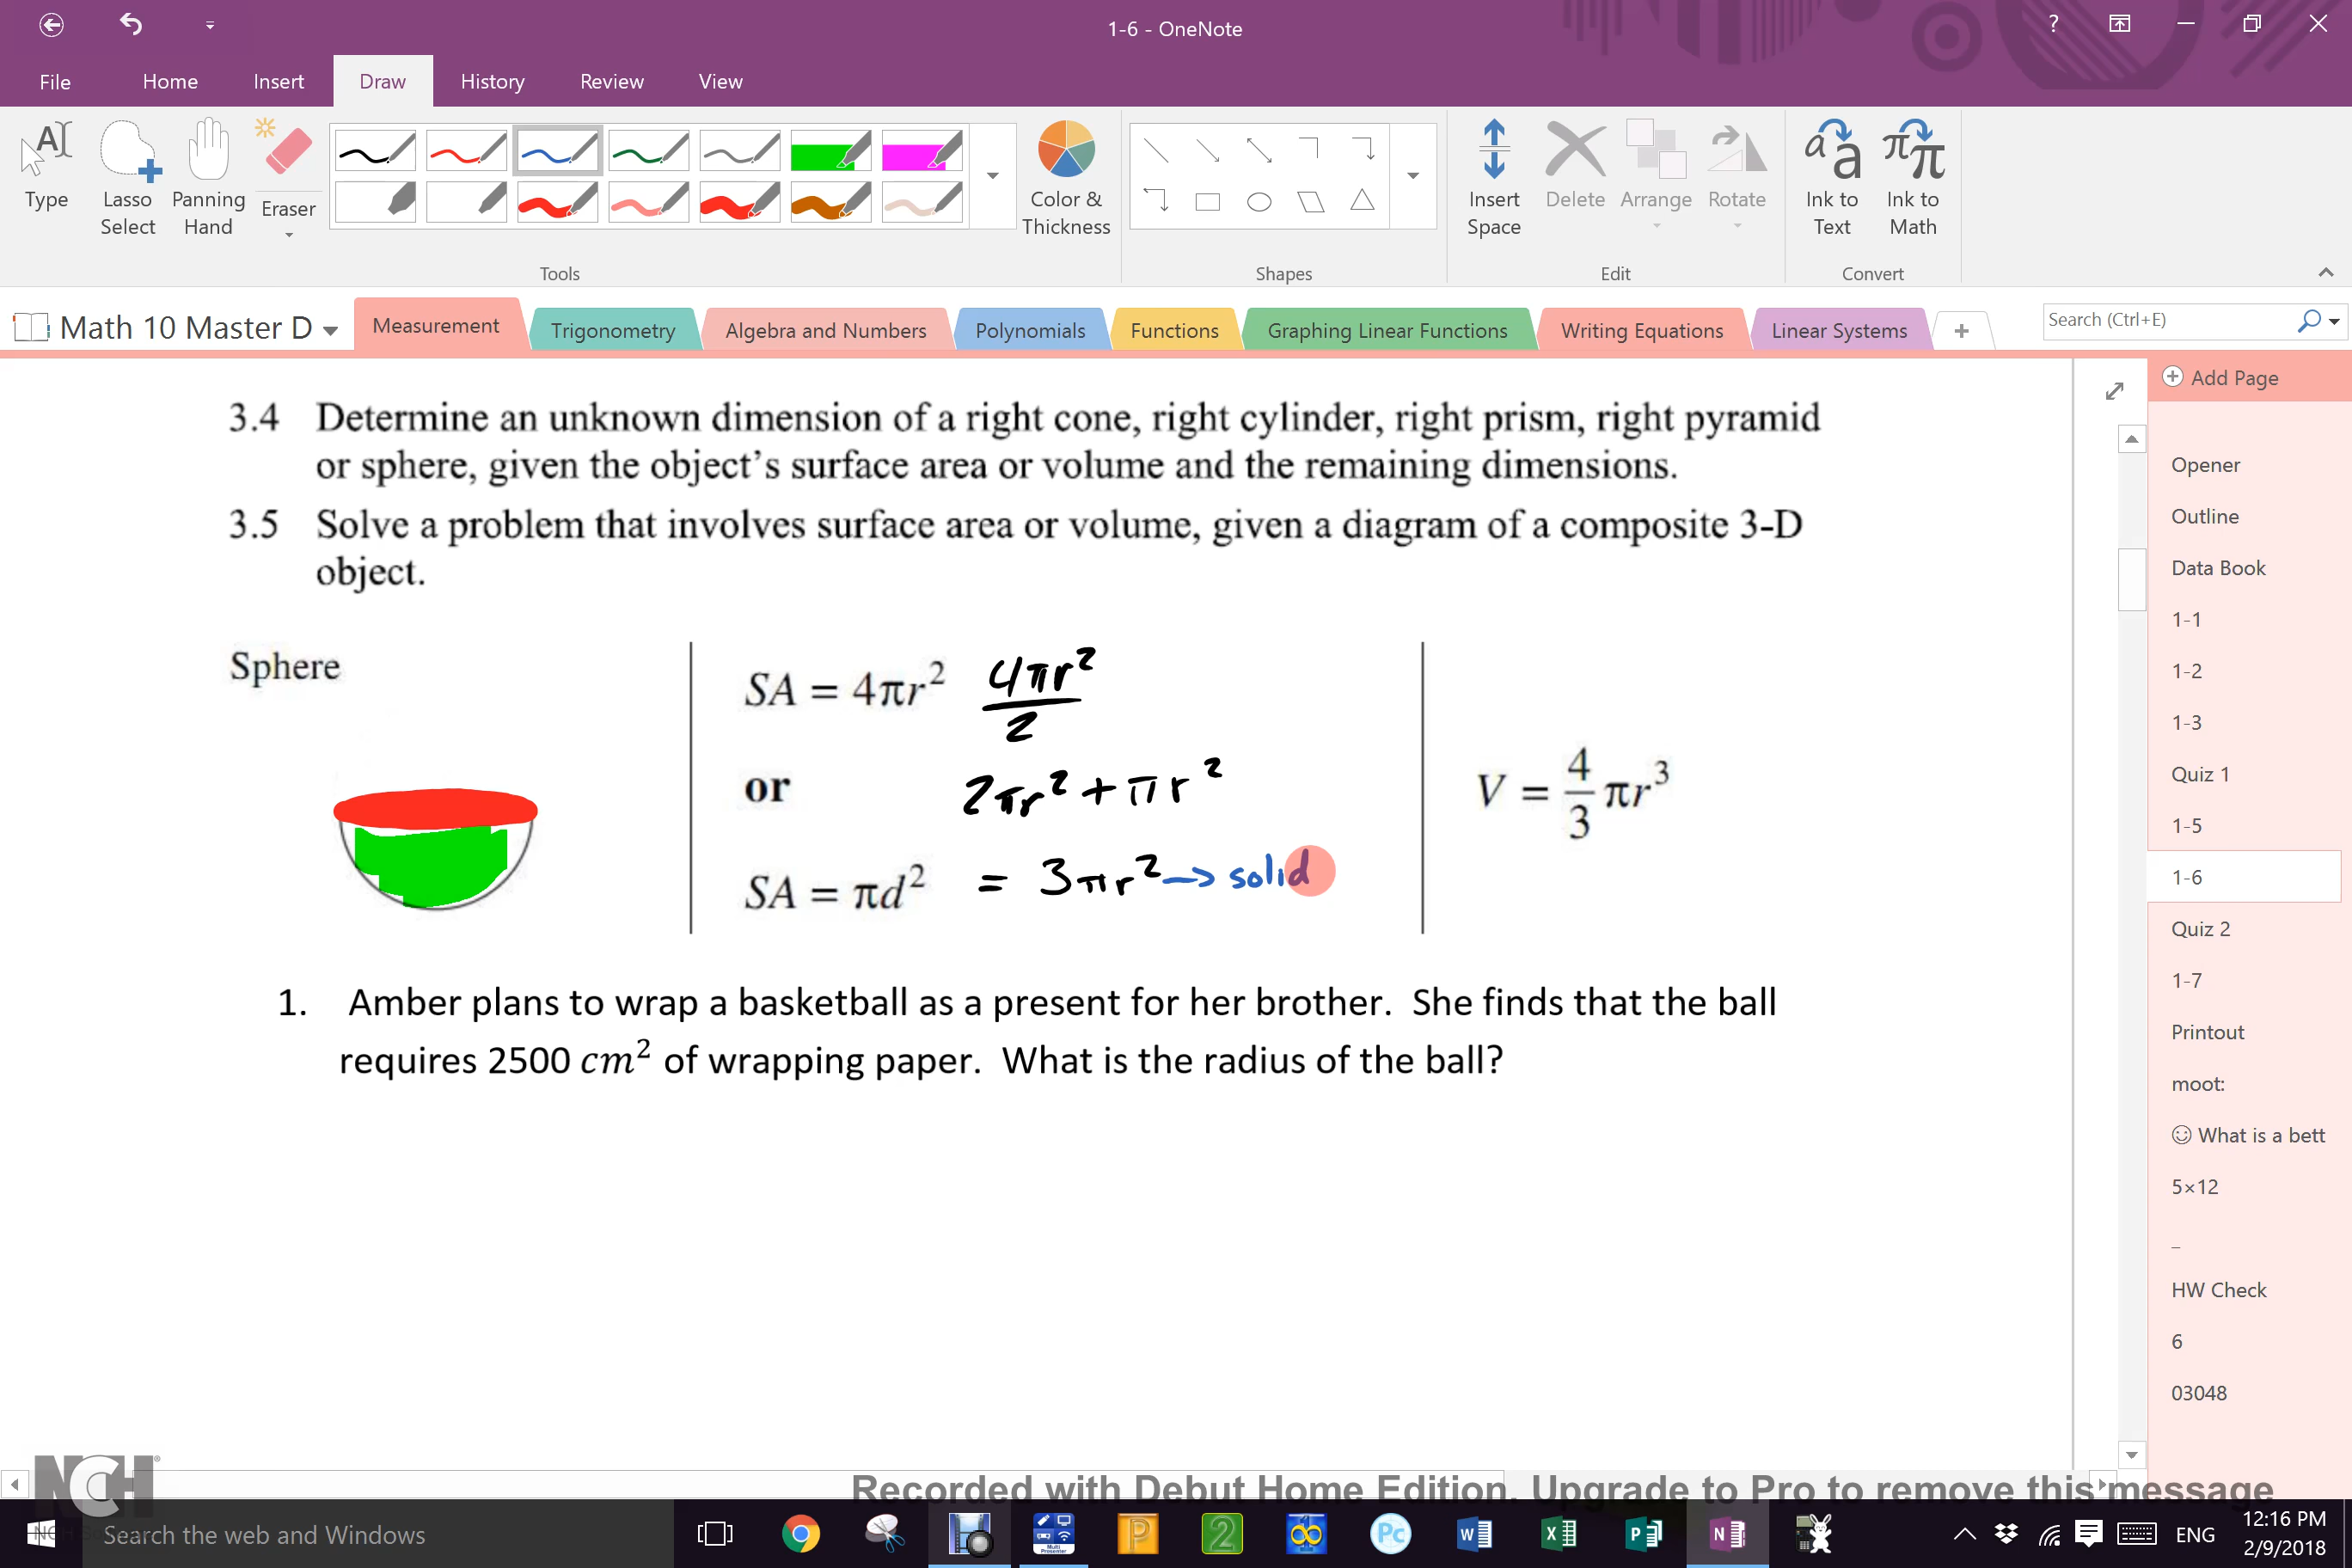 1-6 - OneNote
?
File Home Insert Draw History Review View
Type
Lasso Select
Panning Hand
Eraser
Color & Thickness
Insert Space
Delete
Arrange
Rotate
Ink to Text
Ink to Math
Tools
Shapes
Edit
Convert
Math 10 Master D
Measurement
Trigonometry
Algebra and Numbers
Polynomials
Functions
Graphing Linear Functions
Writing Equations
Linear Systems
Search (Ctrl+E)
3.4 Determine an unknown dimension of a right cone, right cylinder, right prism, right pyramid
or sphere, given the object's surface area or volume and the remaining dimensions.
3.5 Solve a problem that involves surface area or volume, given a diagram of a composite 3-D
object.
Sphere
SA = 4πr² 4πr²/2
or 2πr² + πr²
SA = πd² = 3πr² → solid
V = 4/3 πr³
1. Amber plans to wrap a basketball as a present for her brother. She finds that the ball
requires 2500 cm² of wrapping paper. What is the radius of the ball?
Add Page
Opener
Outline
Data Book
1-1
1-2
1-3
Quiz 1
1-5
1-6
Quiz 2
1-7
Printout
moot:
☺ What is a bett
5×12
HW Check
6
03048
NCH
Recorded with Debut Home Edition. Upgrade to Pro to remove this message
Search the web and Windows
ENG
12:16 PM
2/9/2018